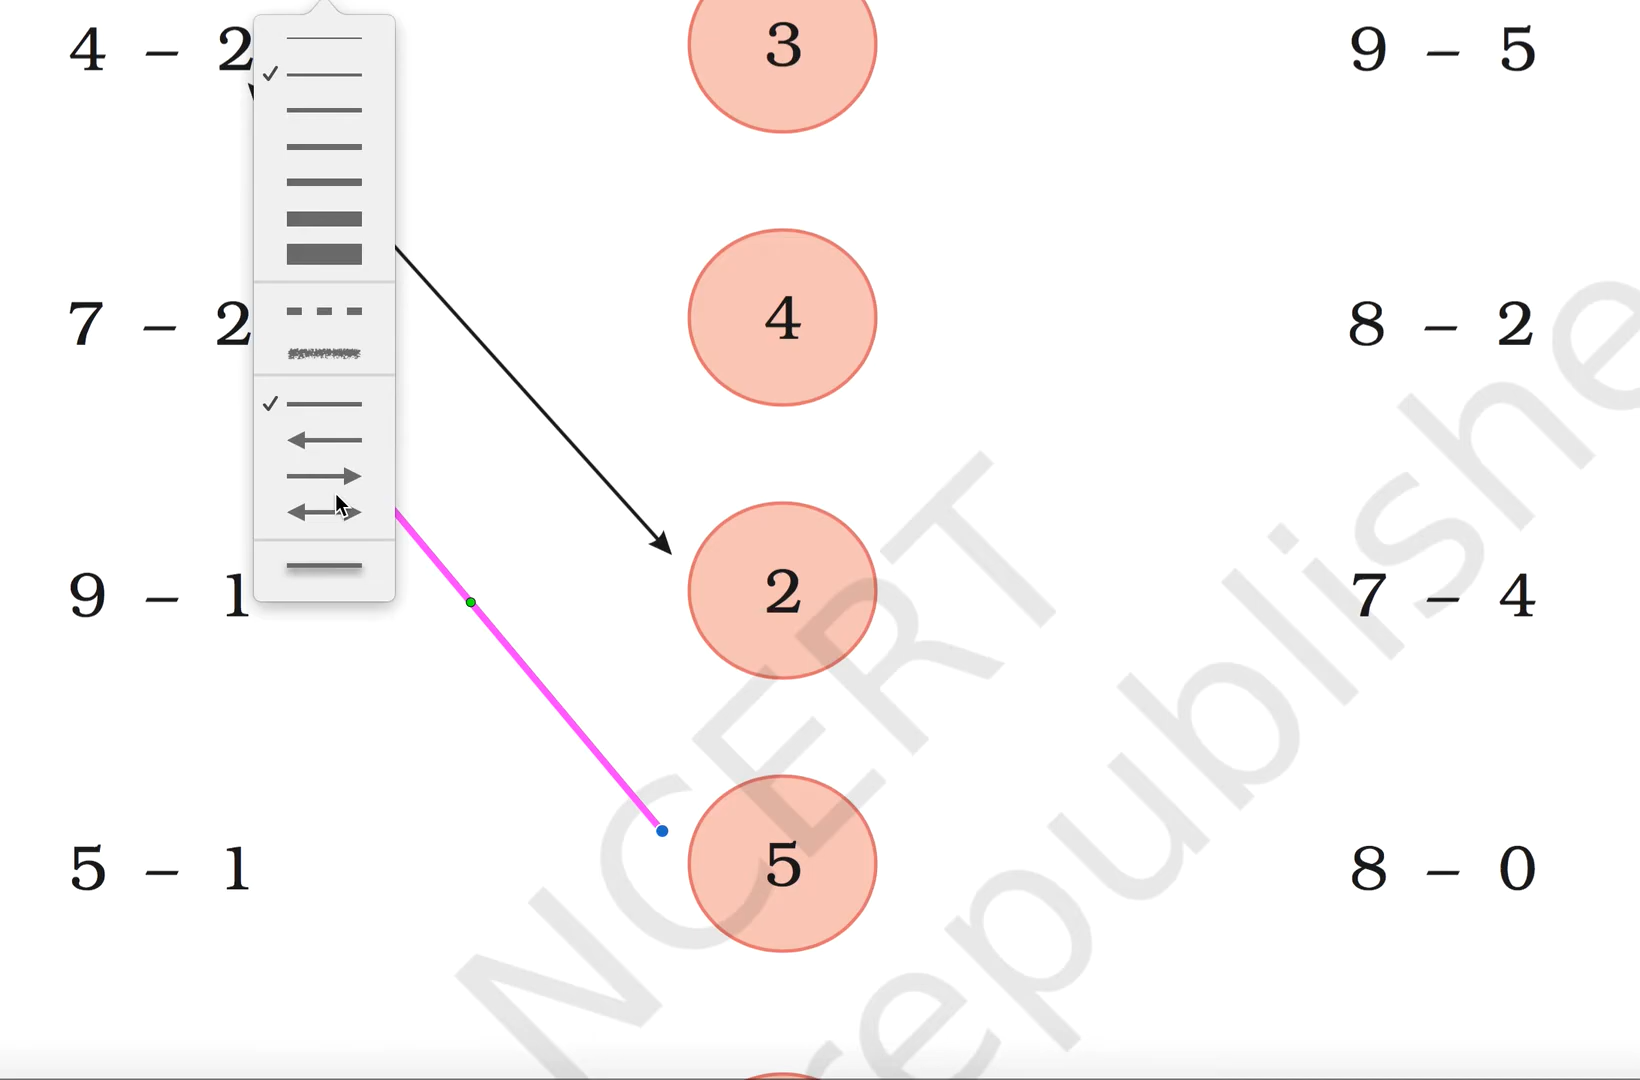 4 – 2 3 9 – 5
7 – 2 4 8 – 2
9 – 1 2 7 – 4
5 – 1 5 8 – 0
NCERT
republishe